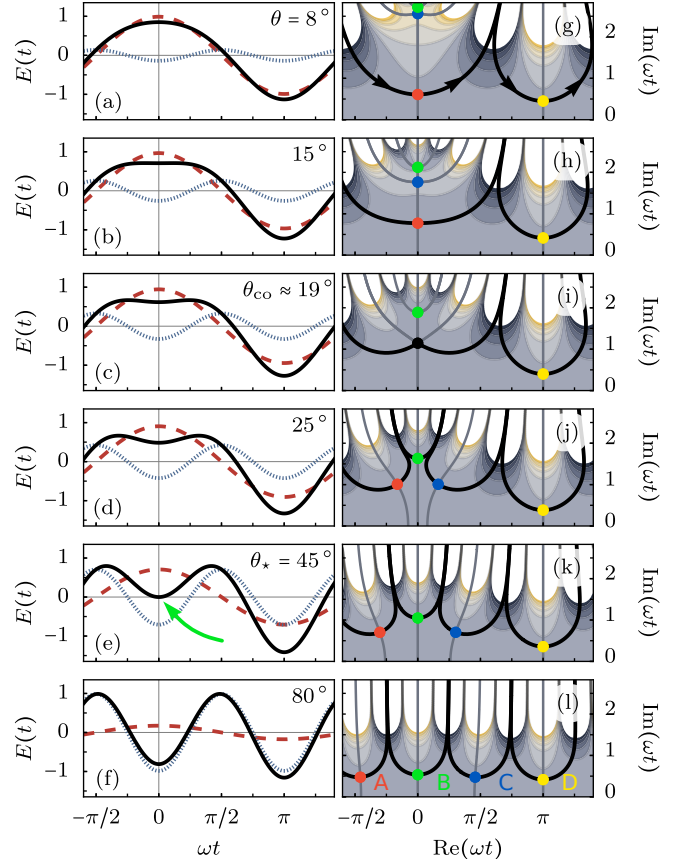 E(t) 1 0 −1 (a) θ = 8° (g) 2 1 0 Im(ωt)
E(t) 1 0 −1 (b) 15° (h) 2 1 0 Im(ωt)
E(t) 1 0 −1 (c) θco ≈ 19° (i) 2 1 0 Im(ωt)
E(t) 1 0 −1 (d) 25° (j) 2 1 0 Im(ωt)
E(t) 1 0 −1 (e) θ⋆ = 45° (k) 2 1 0 Im(ωt)
E(t) 1 0 −1 (f) 80° (l) A B C D 2 1 0 Im(ωt)
−π/2 0 π/2 π −π/2 0 π/2 π
ωt Re(ωt)